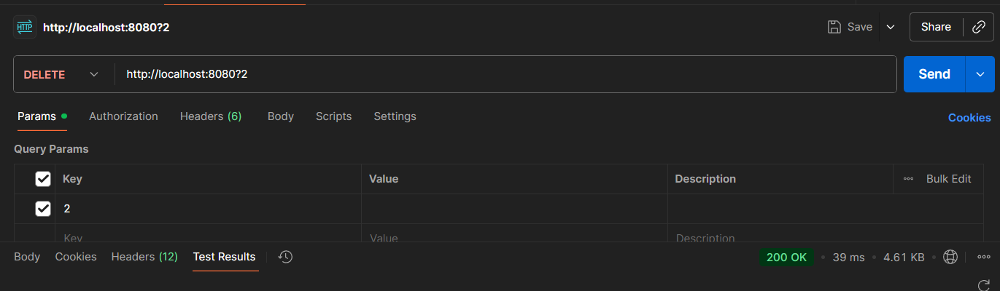 HTTP http://localhost:8080?2 Save Share
DELETE http://localhost:8080?2 Send
Params Authorization Headers (6) Body Scripts Settings Cookies
Query Params
Key Value Description Bulk Edit
2
Key Value Description
Body Cookies Headers (12) Test Results 200 OK 39 ms 4.61 KB